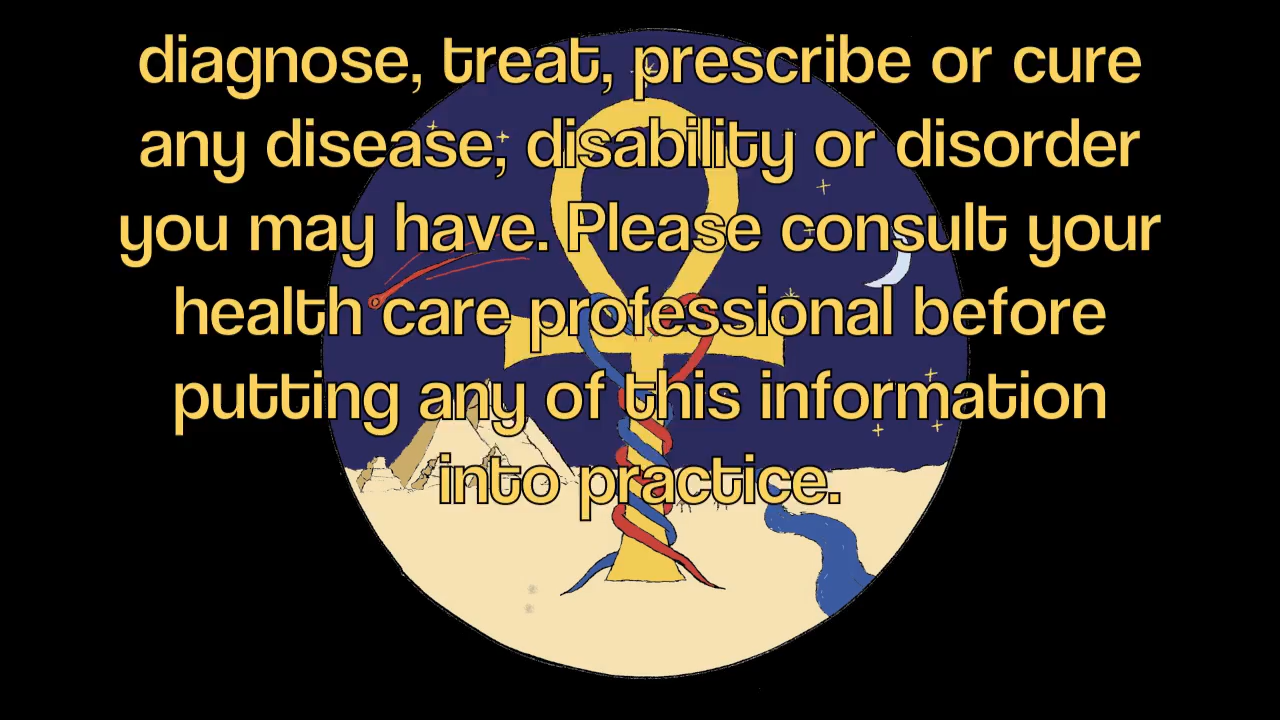 diagnose, treat, prescribe or cure
any disease, disability or disorder
you may have. Please consult your
health care professional before
putting any of this information
into practice.